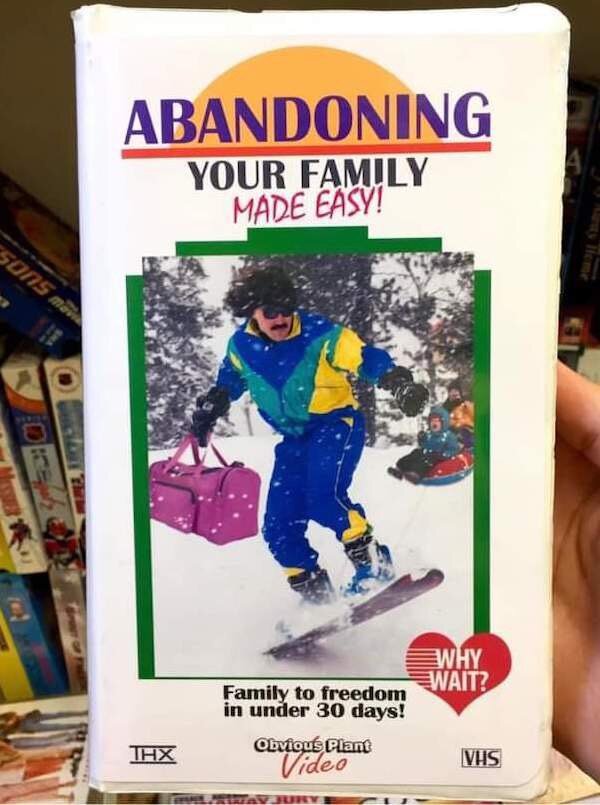 ABANDONING
YOUR FAMILY
MADE EASY!
WHY
WAIT?
Family to freedom
in under 30 days!
Obvious Plant
Video
THX
VHS